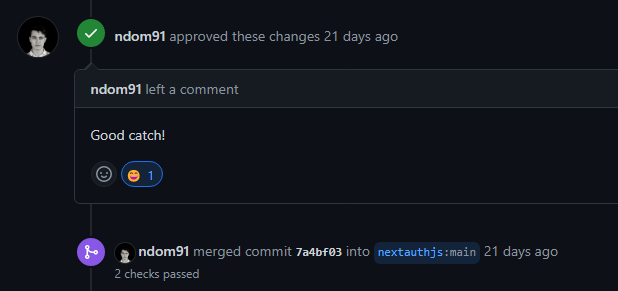 ndom91 approved these changes 21 days ago
ndom91 left a comment
Good catch!
1
ndom91 merged commit 7a4bf03 into nextauthjs:main 21 days ago
2 checks passed